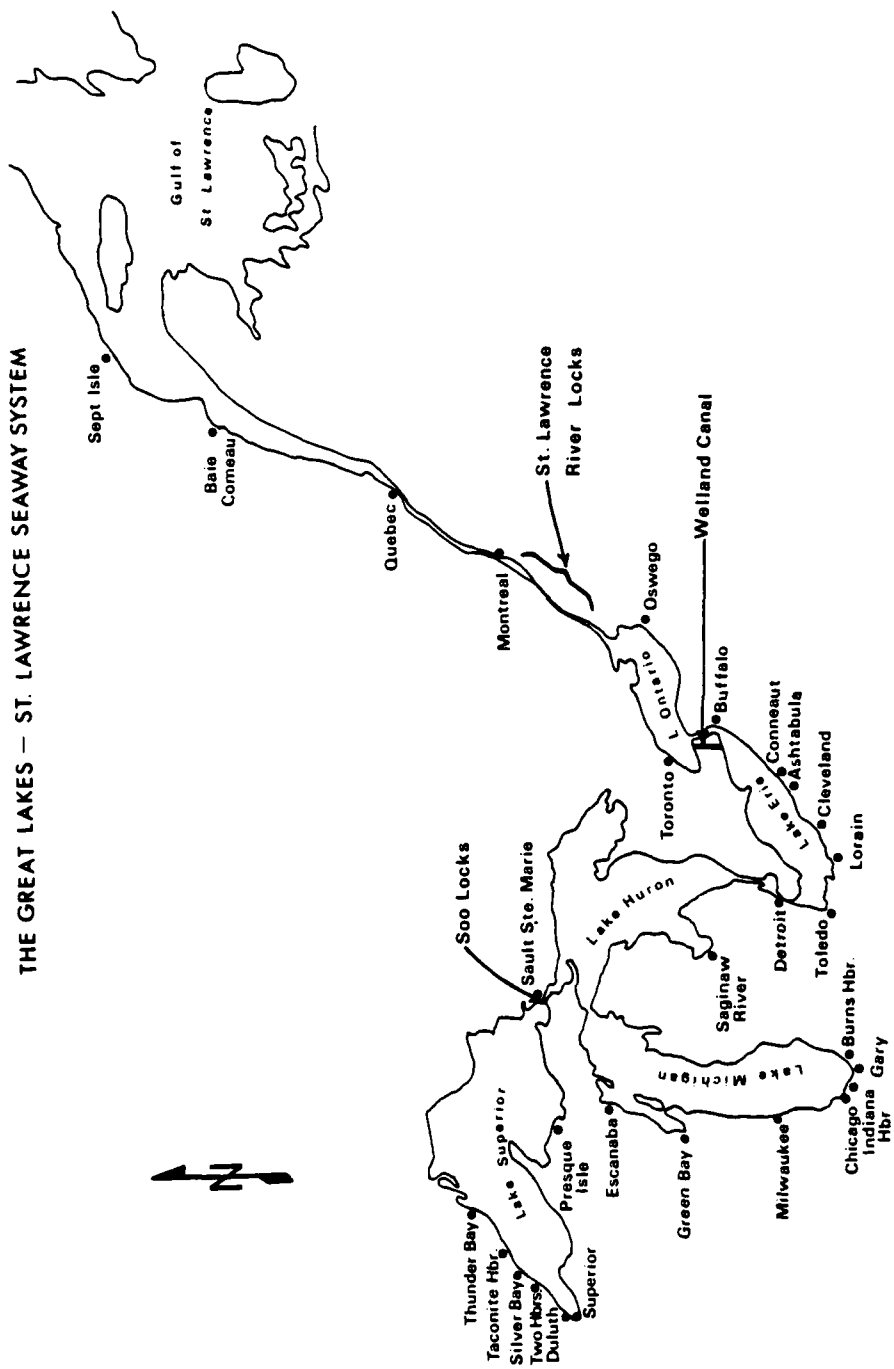 THE GREAT LAKES — ST. LAWRENCE SEAWAY SYSTEM
N
Gulf of
St Lawrence
Sept Isle
Baie
Comeau
Quebec
Montreal
St. Lawrence
River Locks
Oswego
L Ontario
Toronto
Welland Canal
Buffalo
Conneaut
Ashtabula
Lake Erie
Cleveland
Lorain
Toledo
Detroit
Soo Locks
Sault Ste. Marie
Lake Huron
Saginaw
River
Lake Superior
Thunder Bay
Taconite Hbr.
Silver Bay
Two Hbrs.
Duluth
Superior
Presque
Isle
Escanaba
Green Bay
Lake Michigan
Milwaukee
Chicago
Indiana
Hbr
Gary
Burns Hbr.